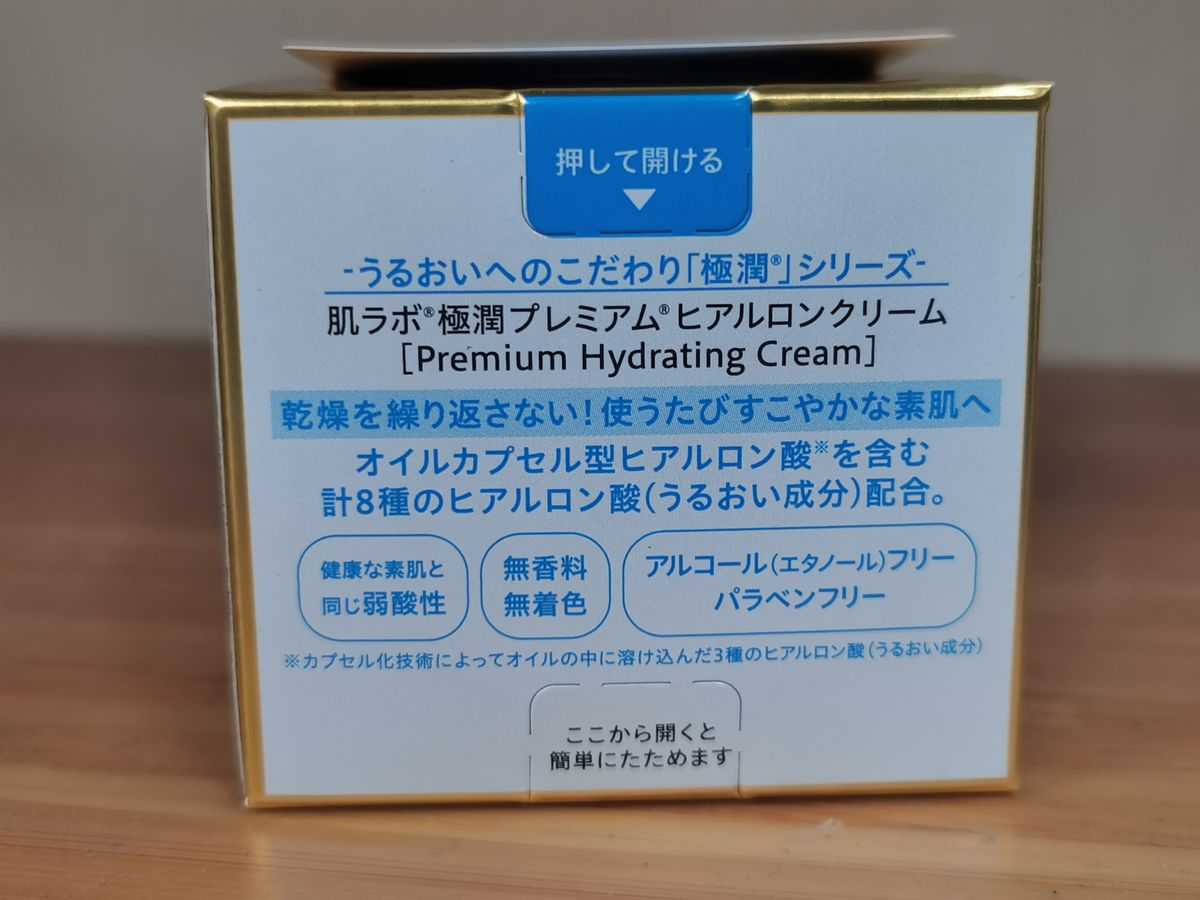 押して開ける
-うるおいへのこだわり「極潤®」シリーズ-
肌ラボ®極潤プレミアム®ヒアルロンクリーム
[Premium Hydrating Cream]
乾燥を繰り返さない!使うたびすこやかな素肌へ
オイルカプセル型ヒアルロン酸※を含む
計8種のヒアルロン酸(うるおい成分)配合。
健康な素肌と
同じ弱酸性
無香料
無着色
アルコール(エタノール)フリー
パラベンフリー
※カプセル化技術によってオイルの中に溶け込んだ3種のヒアルロン酸(うるおい成分)
ここから開くと
簡単にたためます